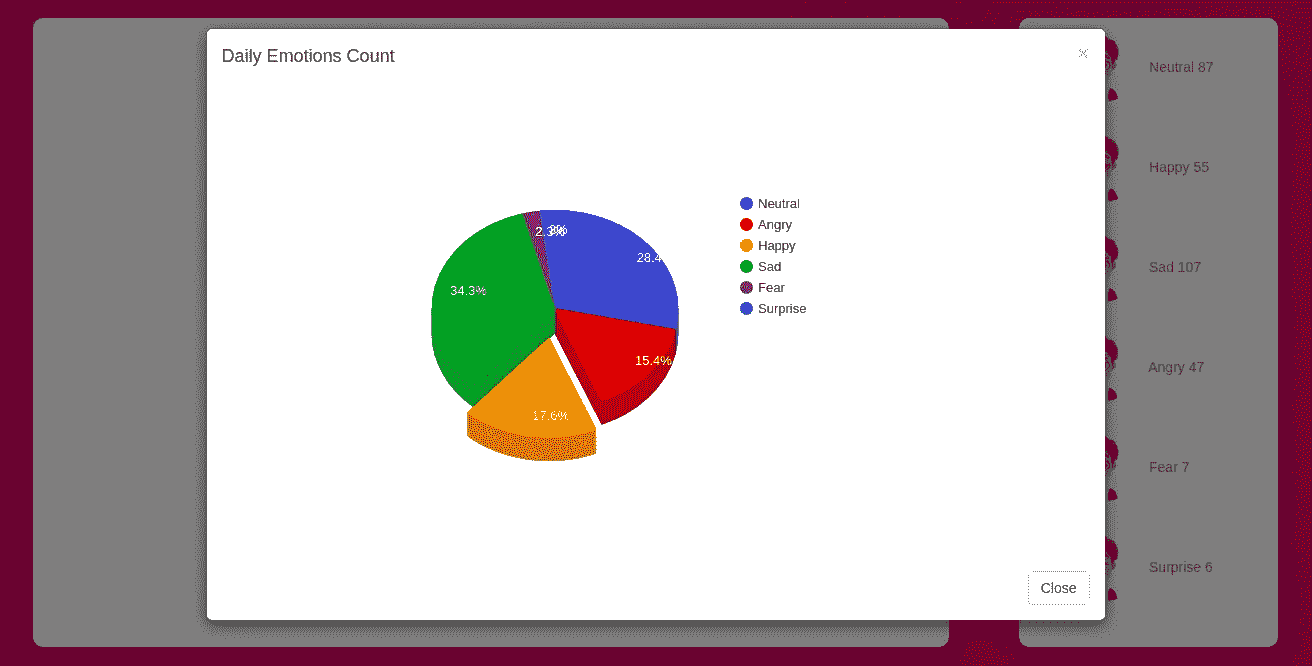 Daily Emotions Count
×
Neutral
Angry
Happy
Sad
Fear
Surprise
2.3%
28.4
34.3%
15.4%
17.6%
Close
Neutral 87
Happy 55
Sad 107
Angry 47
Fear 7
Surprise 6